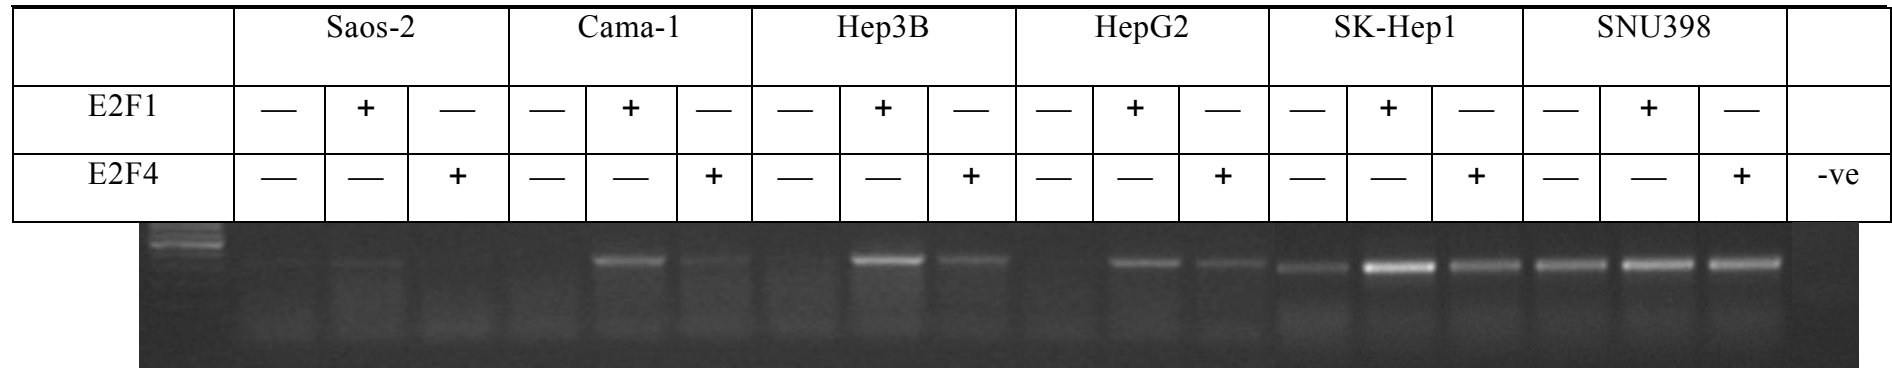 Saos-2 Cama-1 Hep3B HepG2 SK-Hep1 SNU398
E2F1 — + — — + — — + — — + — — + — — + —
E2F4 — — + — — + — — + — — + — — + — — + -ve